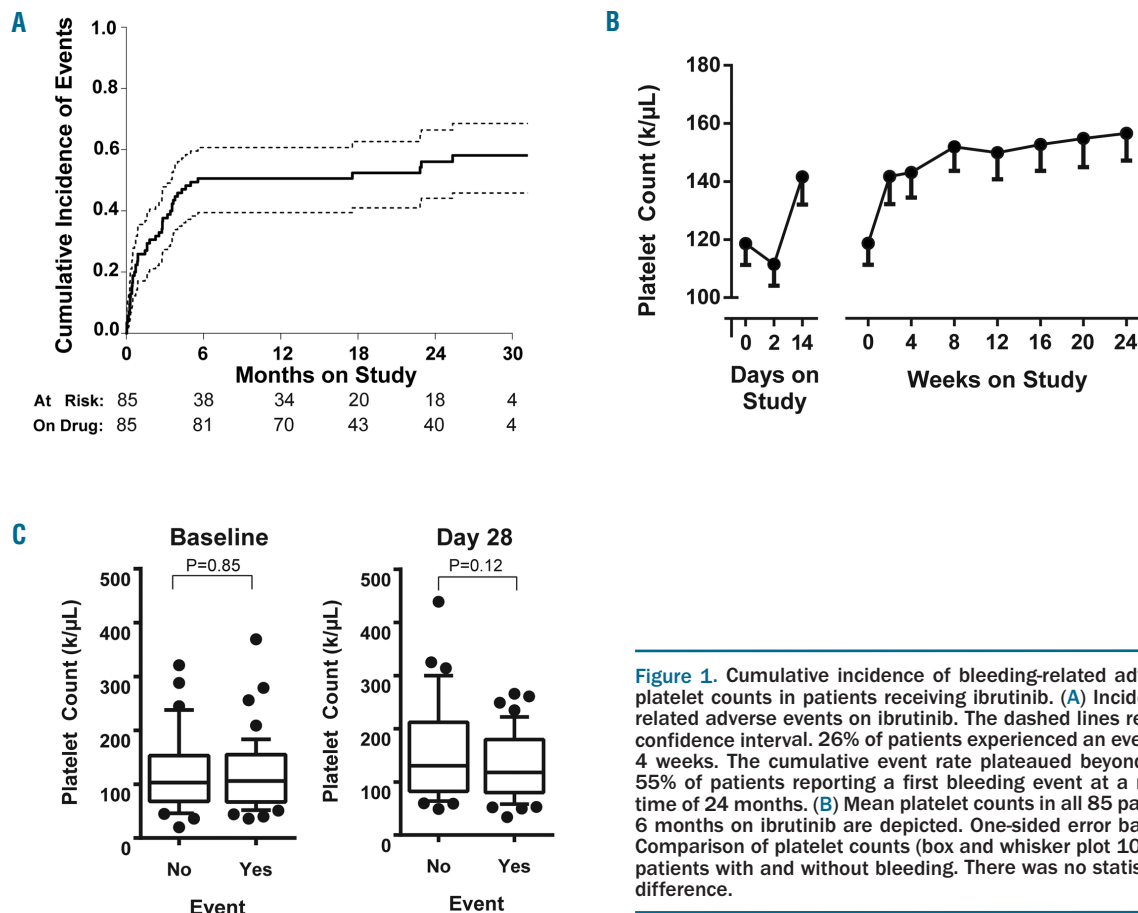 A
Cumulative Incidence of Events
1.0
0.8
0.6
0.4
0.2
0.0
0 6 12 18 24 30
Months on Study
At Risk: 85 38 34 20 18 4
On Drug: 85 81 70 43 40 4
B
Platelet Count (k/µL)
180
160
140
120
100
0 2 14
Days on
Study
0 4 8 12 16 20 24
Weeks on Study
C
Baseline
P=0.85
Platelet Count (k/µL)
500
400
300
200
100
0
No Yes
Event
Day 28
P=0.12
Platelet Count (k/µL)
500
400
300
200
100
0
No Yes
Event
Figure 1. Cumulative incidence of bleeding-related adv
platelet counts in patients receiving ibrutinib. (A) Incide
related adverse events on ibrutinib. The dashed lines re
confidence interval. 26% of patients experienced an eve
4 weeks. The cumulative event rate plateaued beyond
55% of patients reporting a first bleeding event at a
time of 24 months. (B) Mean platelet counts in all 85 pa
6 months on ibrutinib are depicted. One-sided error ba
Comparison of platelet counts (box and whisker plot 10
patients with and without bleeding. There was no statis
difference.